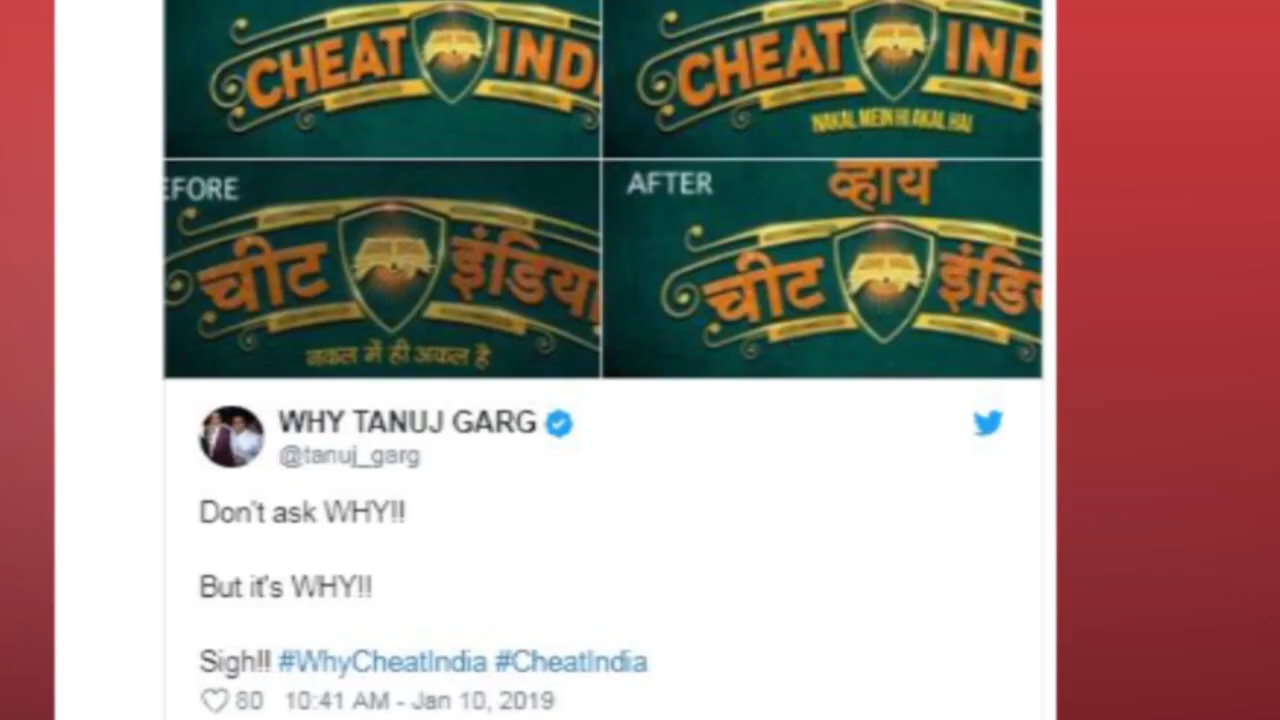 CHEAT INDI
CHEAT IND
NAKAL MEIN HI AKAL HAI
EFORE
चीट इंडिया
नकल में ही अकल है
AFTER
व्हाय
चीट इंडि
WHY TANUJ GARG
@tanuj_garg
Don't ask WHY!!
But it's WHY!!
Sigh!! #WhyCheatIndia #CheatIndia
80 10:41 AM - Jan 10, 2019